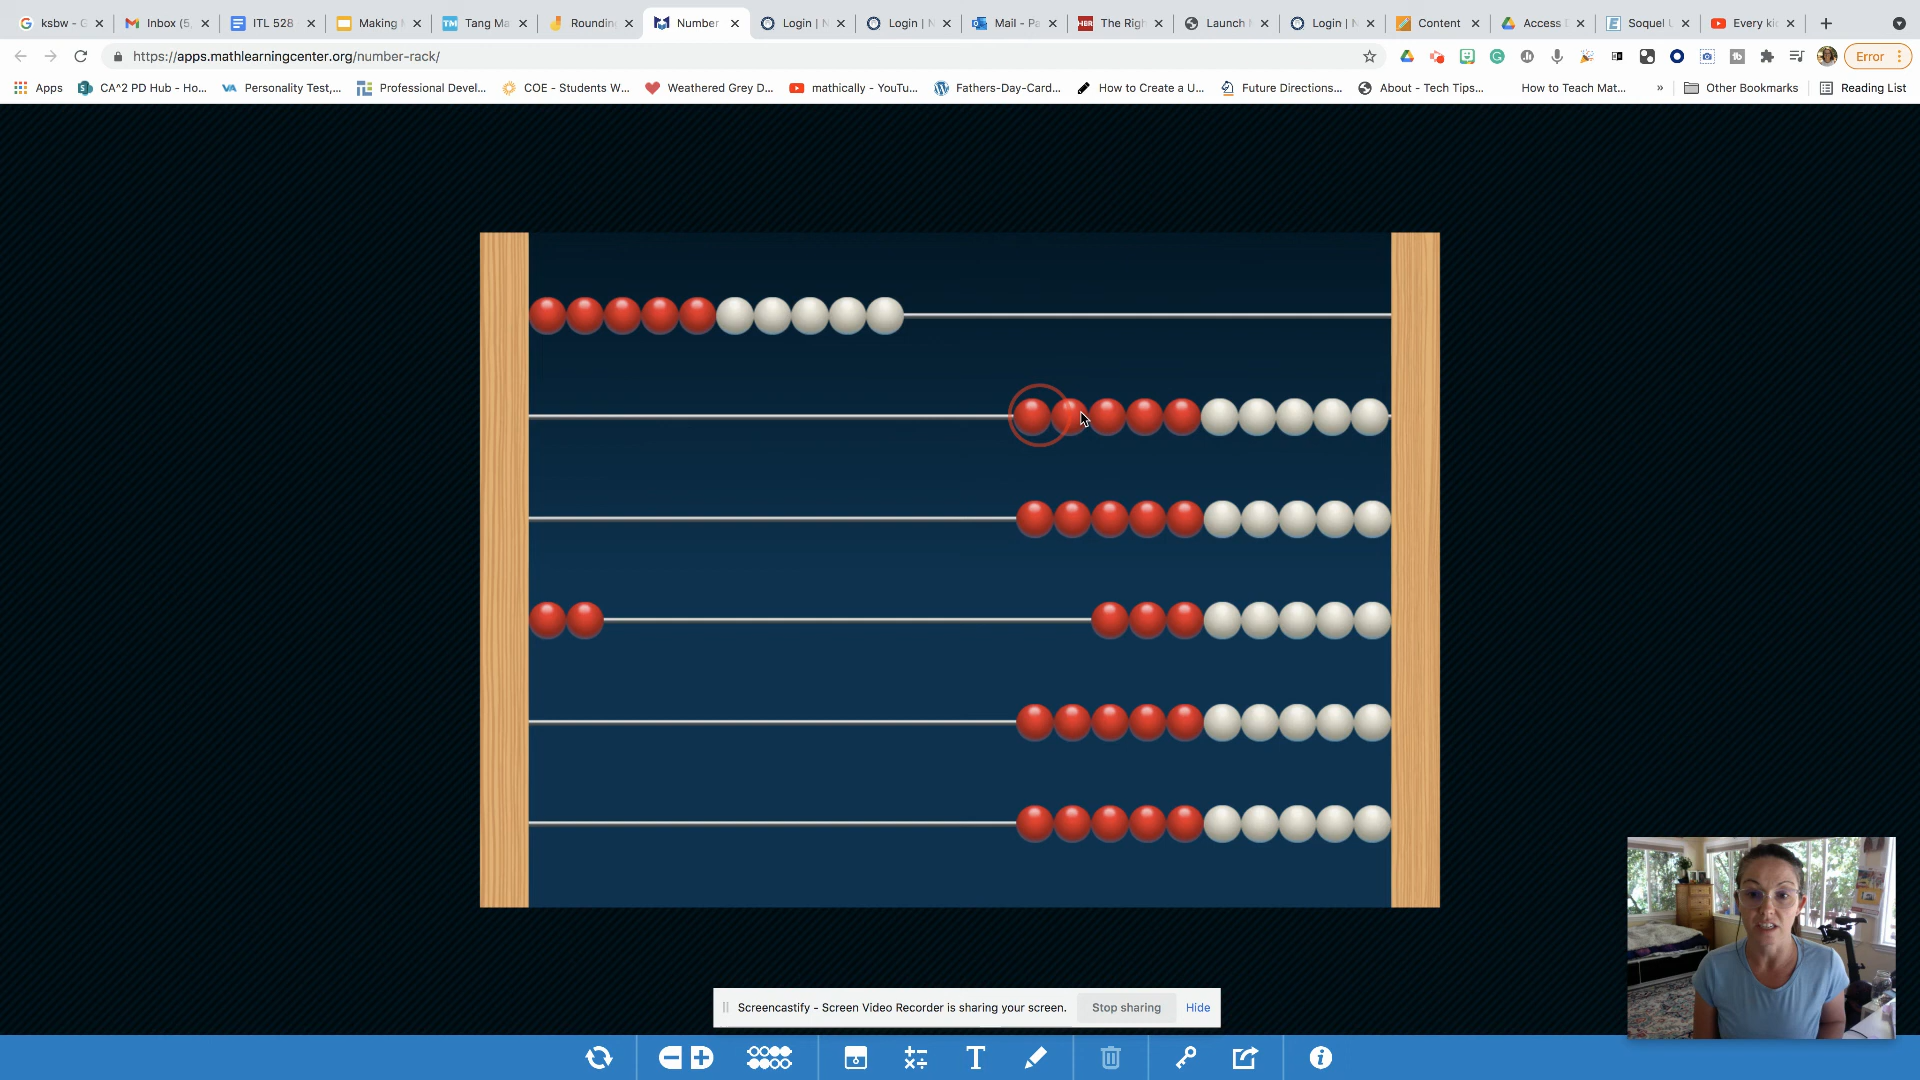 ksbw - G
Inbox (5,
ITL 528
Making
Tang Ma
Rounding
Number
Login | N
Login | N
Mail - Pa
The Righ
Launch
Login | N
Content
Access D
Soquel U
Every ki
https://apps.mathlearningcenter.org/number-rack/
Error
Apps
CA^2 PD Hub - Ho...
Personality Test,...
Professional Devel...
COE - Students W...
Weathered Grey D...
mathically - YouTu...
Fathers-Day-Card...
How to Create a U...
Future Directions...
About - Tech Tips...
How to Teach Mat...
»
Other Bookmarks
Reading List
Screencastify - Screen Video Recorder is sharing your screen.
Stop sharing
Hide
T